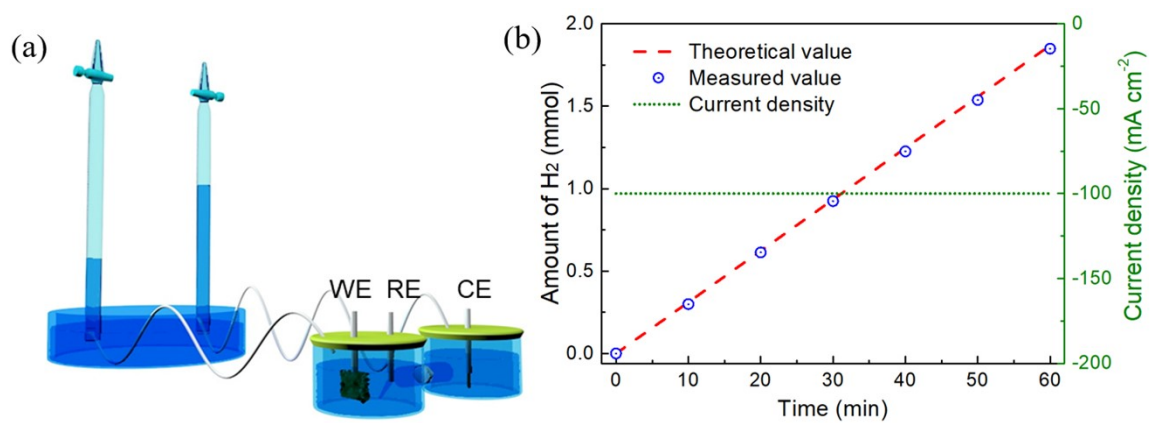 (a)
WE RE CE
(b)
Theoretical value
Measured value
Current density
Amount of H₂ (mmol)
2.0
1.5
1.0
0.5
0.0
0 10 20 30 40 50 60
Time (min)
0
-50
-100
-150
-200
Current density (mA cm⁻²)